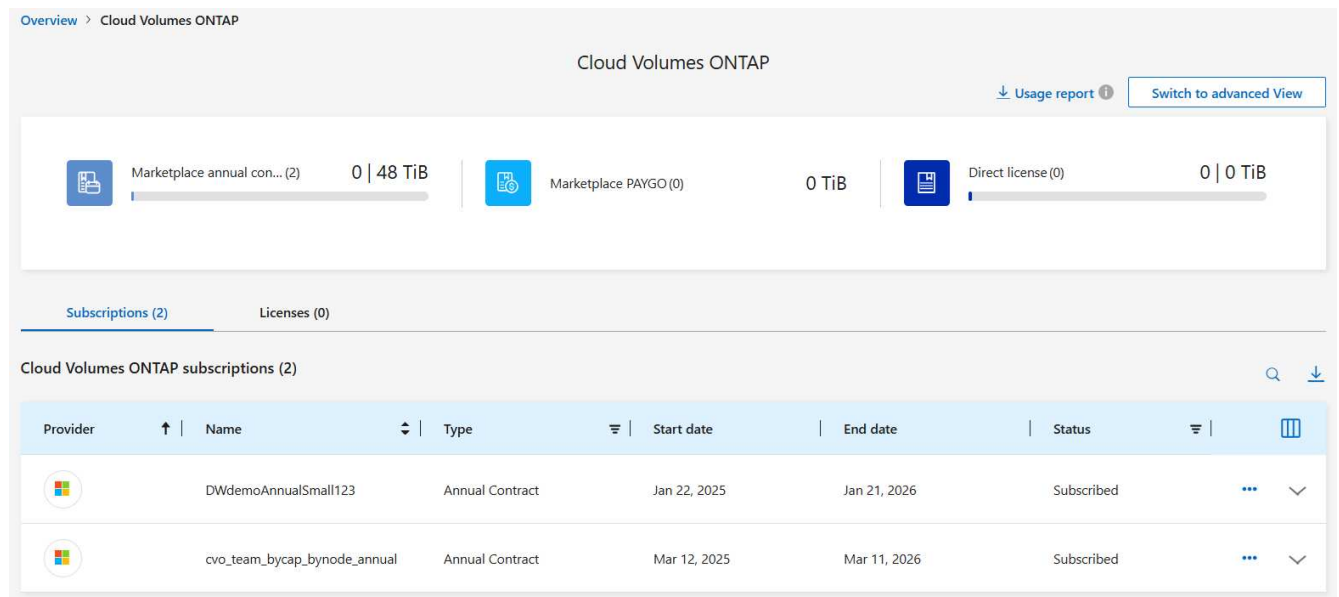 Overview > Cloud Volumes ONTAP
Cloud Volumes ONTAP
Usage report Switch to advanced View
Marketplace annual con... (2) 0 | 48 TiB
Marketplace PAYGO (0) 0 TiB
Direct license (0) 0 | 0 TiB
Subscriptions (2) Licenses (0)
Cloud Volumes ONTAP subscriptions (2)
Provider Name Type Start date End date Status
DWdemoAnnualSmall123 Annual Contract Jan 22, 2025 Jan 21, 2026 Subscribed
cvo_team_bycap_bynode_annual Annual Contract Mar 12, 2025 Mar 11, 2026 Subscribed